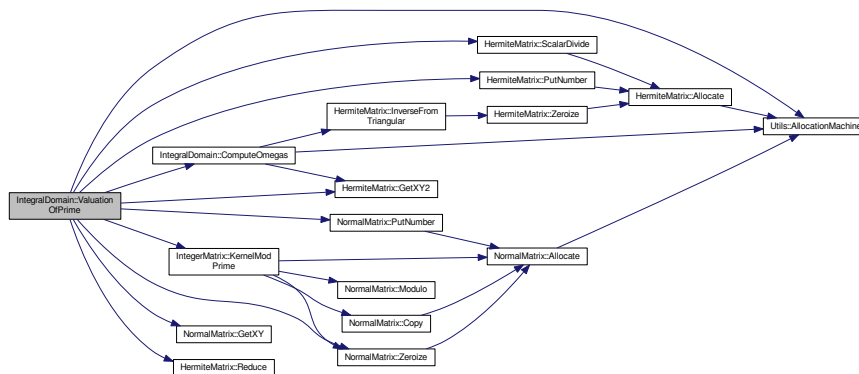 HermiteMatrix::ScalarDivide
HermiteMatrix::PutNumber
HermiteMatrix::Allocate
HermiteMatrix::InverseFrom
Triangular
HermiteMatrix::Zeroize
Utils::AllocationMachine
IntegralDomain::ComputeOmegas
HermiteMatrix::GetXY2
IntegralDomain::Valuation
OfPrime
NormalMatrix::PutNumber
IntegerMatrix::KernelMod
Prime
NormalMatrix::Allocate
NormalMatrix::Modulo
NormalMatrix::Copy
NormalMatrix::GetXY
NormalMatrix::Zeroize
HermiteMatrix::Reduce